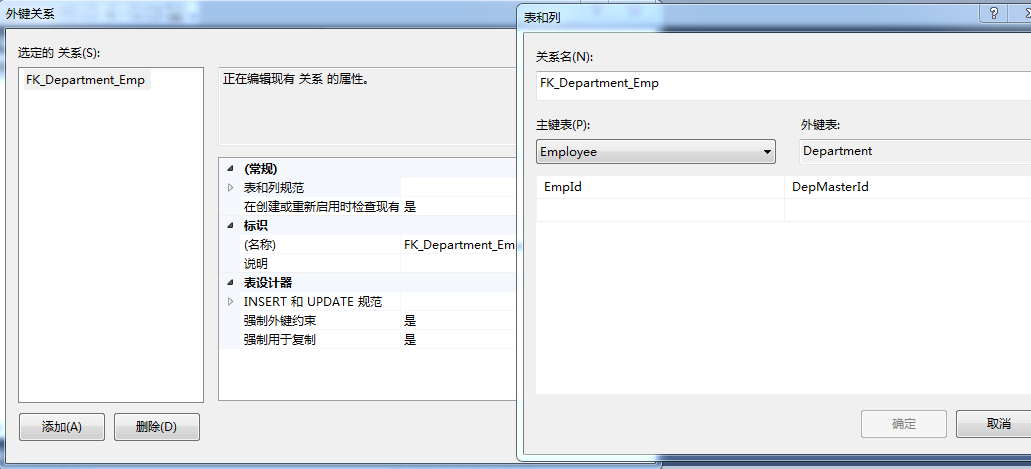 外键关系
选定的 关系(S):
FK_Department_Emp
正在编辑现有 关系 的属性。
(常规)
表和列规范
在创建或重新启用时检查现有 是
标识
(名称) FK_Department_Em
说明
表设计器
INSERT 和 UPDATE 规范
强制外键约束 是
强制用于复制 是
添加(A) 删除(D)
表和列
?
关系名(N):
FK_Department_Emp
主键表(P): 外键表:
Employee Department
EmpId DepMasterId
确定 取消